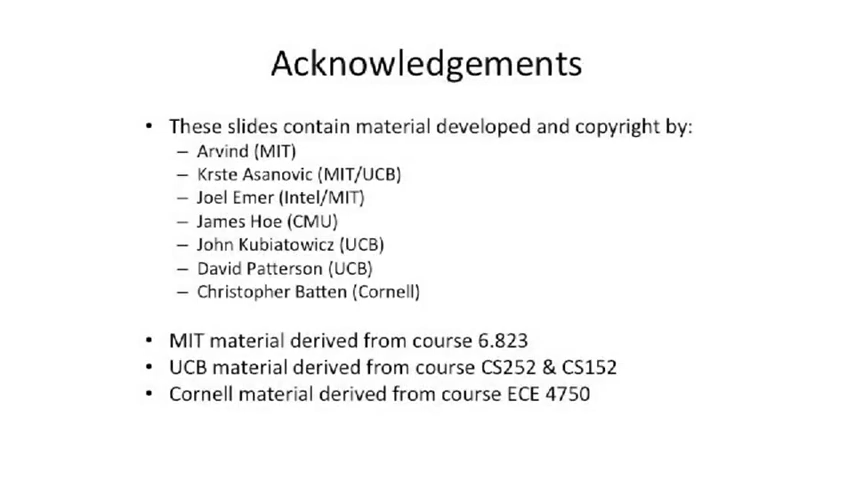 Acknowledgements
• These slides contain material developed and copyright by:
– Arvind (MIT)
– Krste Asanovic (MIT/UCB)
– Joel Emer (Intel/MIT)
– James Hoe (CMU)
– John Kubiatowicz (UCB)
– David Patterson (UCB)
– Christopher Batten (Cornell)
• MIT material derived from course 6.823
• UCB material derived from course CS252 & CS152
• Cornell material derived from course ECE 4750